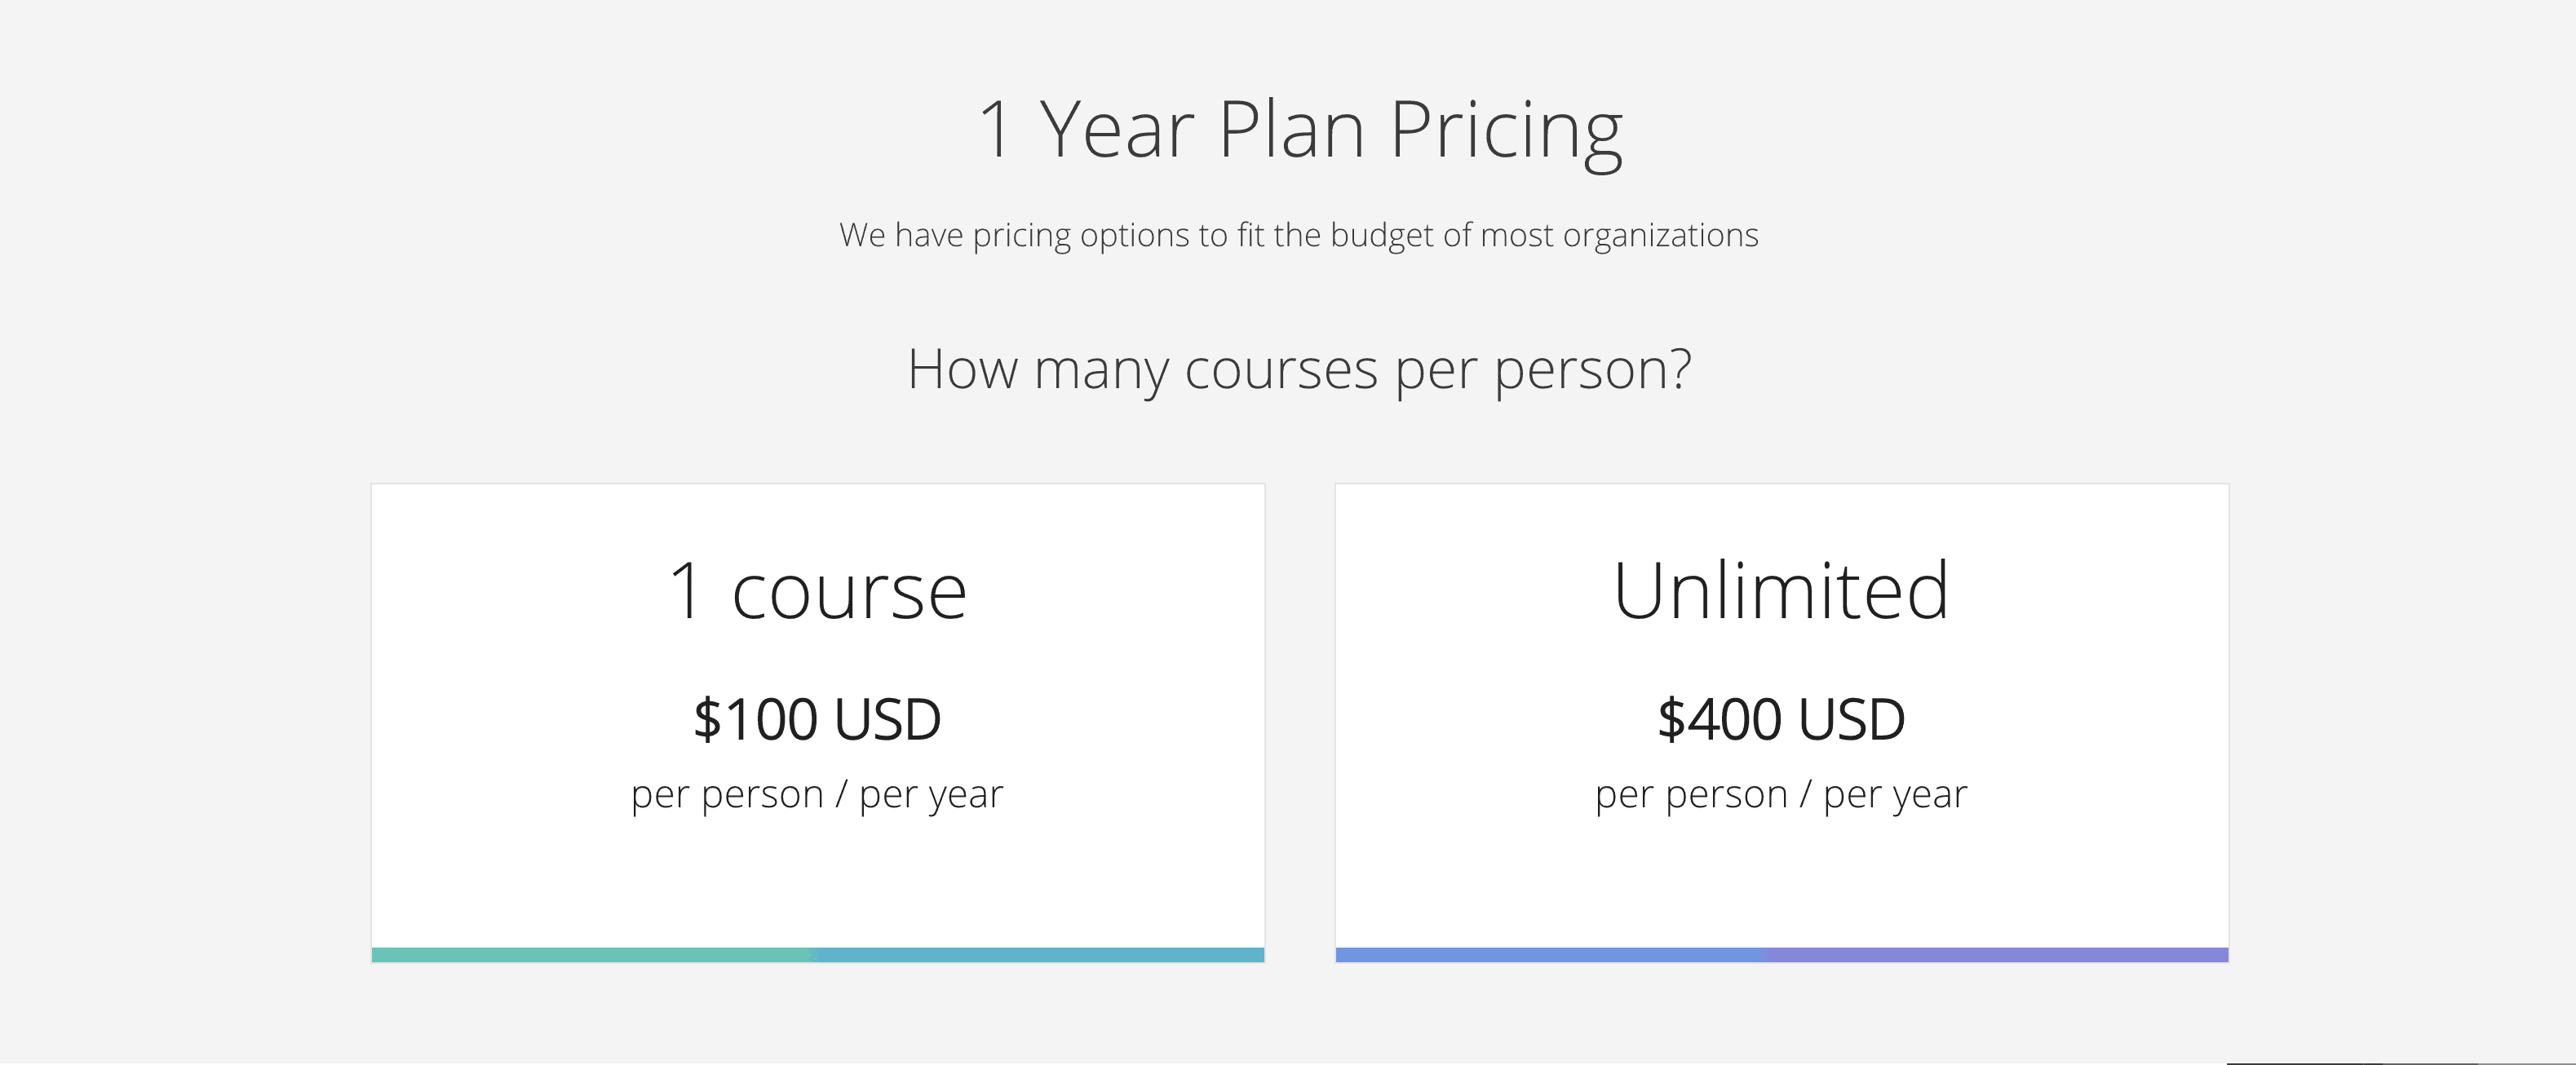 1 Year Plan Pricing
We have pricing options to fit the budget of most organizations
How many courses per person?
1 course
$100 USD
per person / per year
Unlimited
$400 USD
per person / per year